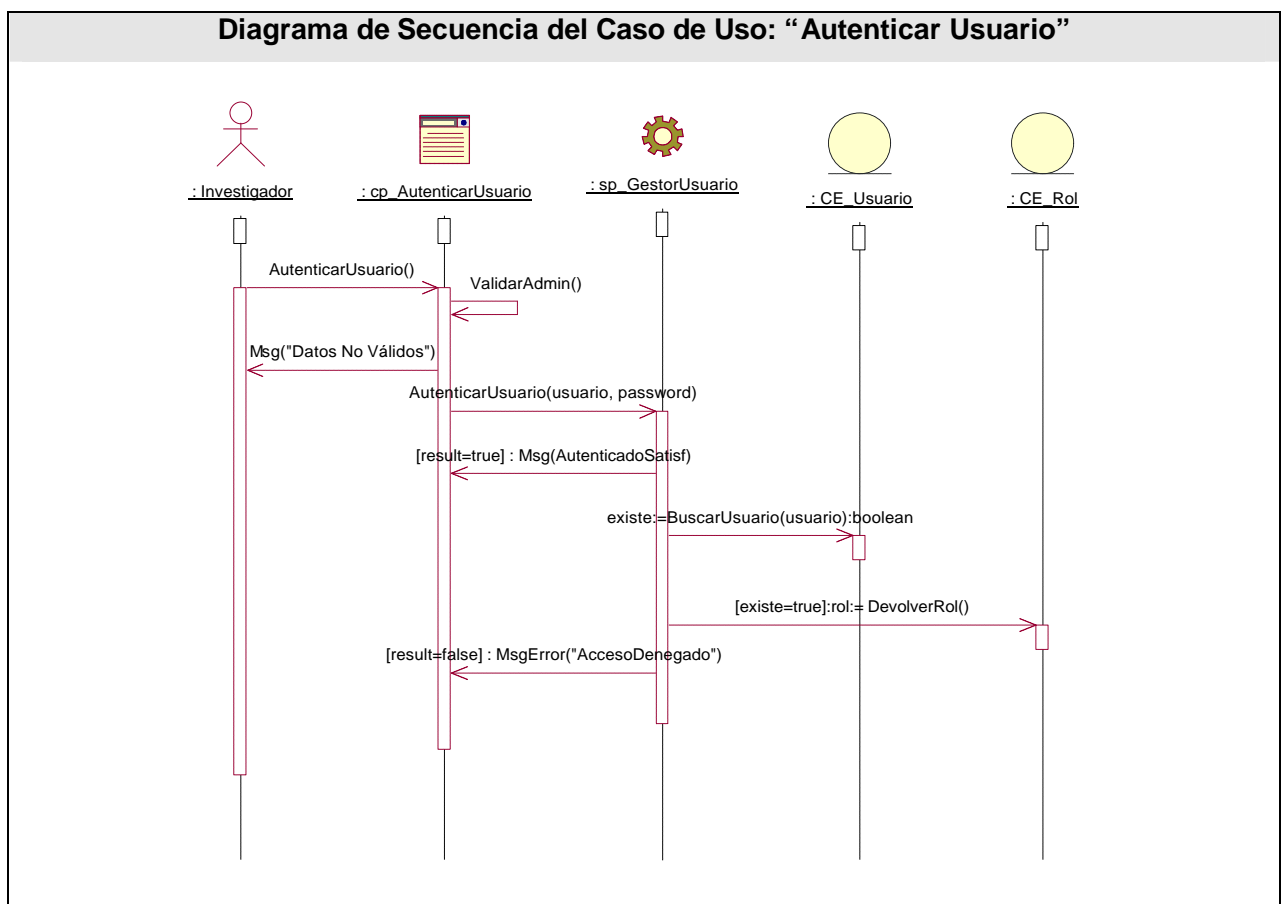 Diagrama de Secuencia del Caso de Uso: “Autenticar Usuario”
: Investigador
: cp_AutenticarUsuario
: sp_GestorUsuario
: CE_Usuario
: CE_Rol
AutenticarUsuario()
ValidarAdmin()
Msg("Datos No Válidos")
AutenticarUsuario(usuario, password)
[result=true] : Msg(AutenticadoSatisf)
existe:=BuscarUsuario(usuario):boolean
[existe=true]:rol:= DevolverRol()
[result=false] : MsgError("AccesoDenegado")